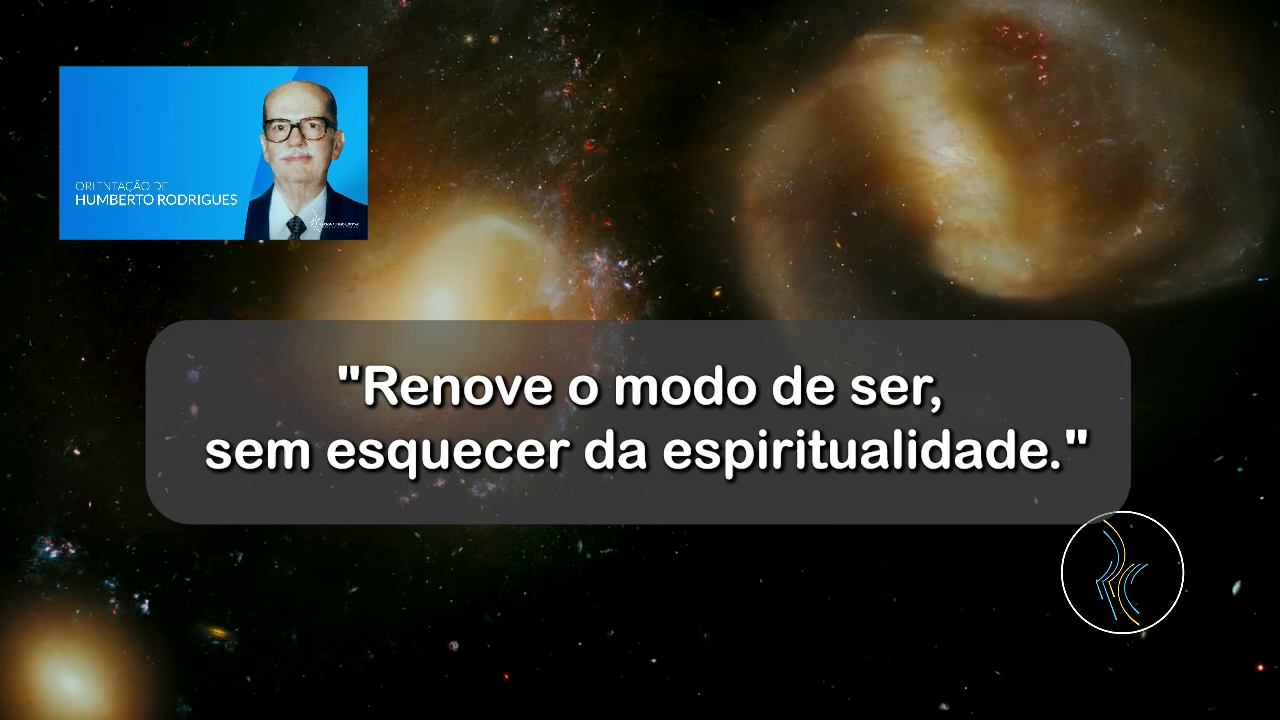 ORIENTAÇÃO DE
HUMBERTO RODRIGUES
"Renove o modo de ser,
sem esquecer da espiritualidade."